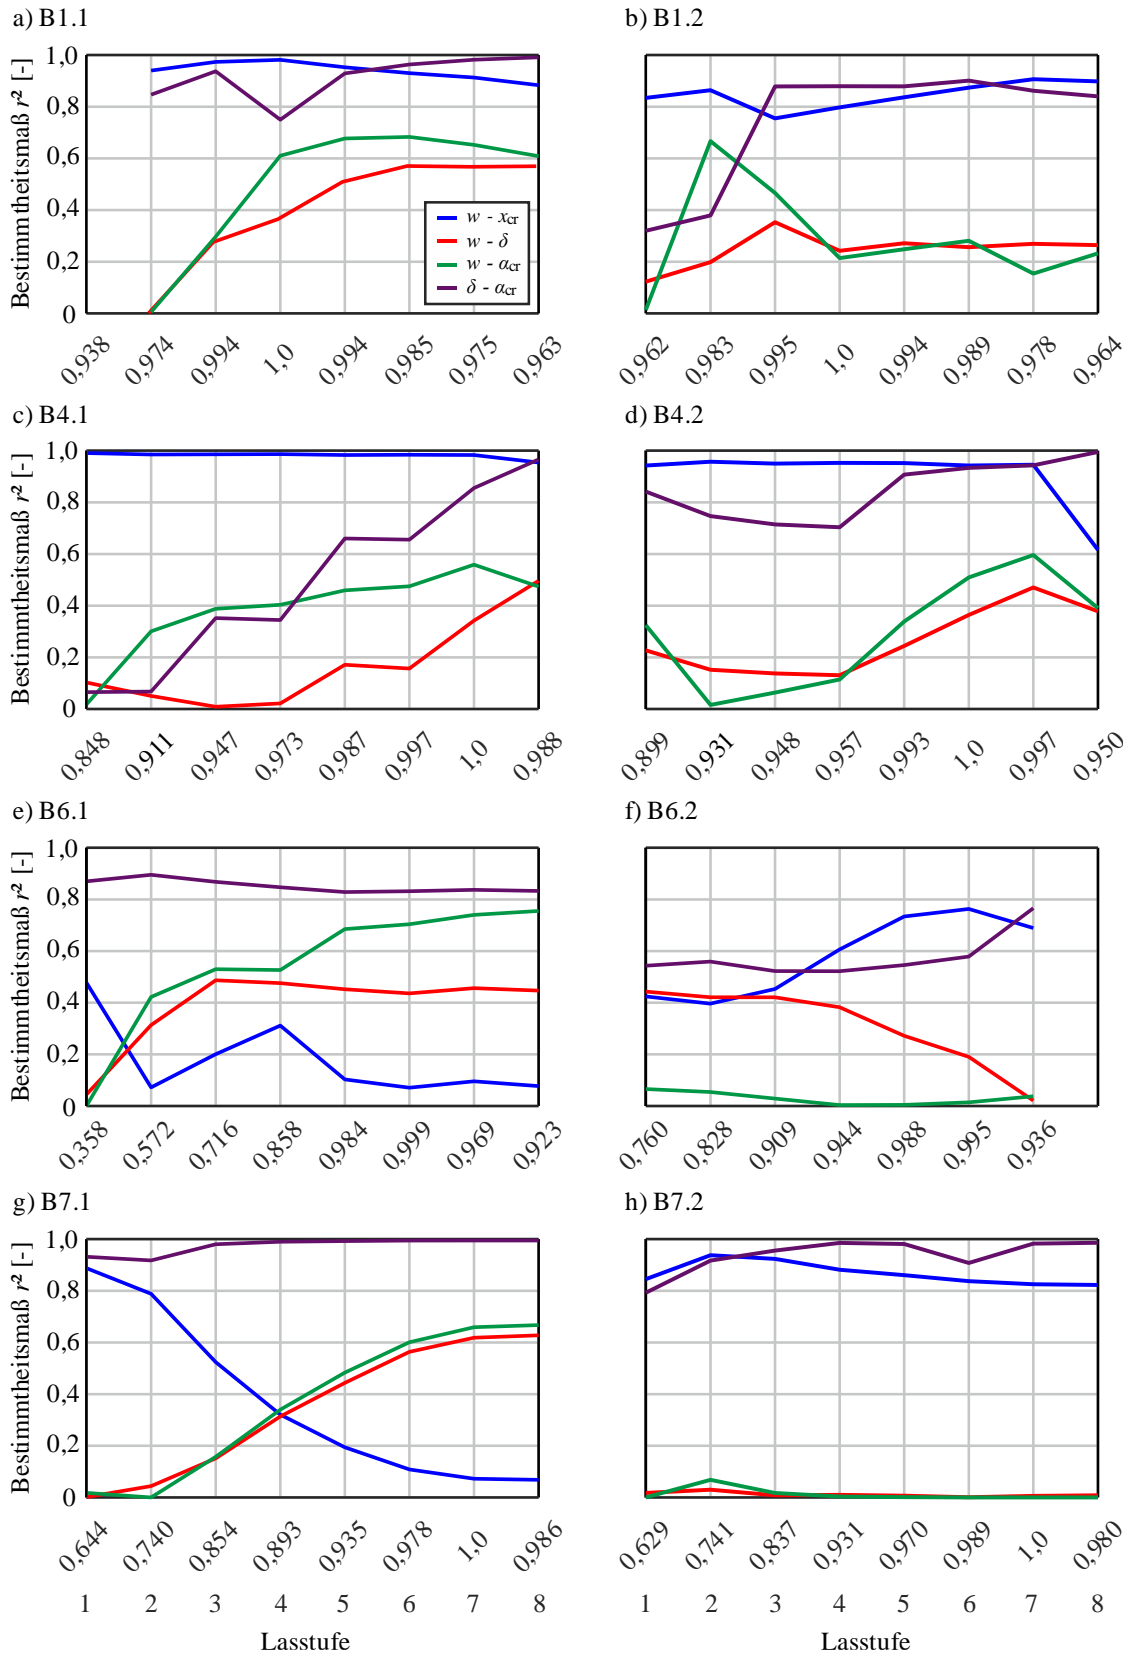 a) B1.1
b) B1.2
Bestimmtheitsmaß r² [-]
1,0
0,8
0,6
0,4
0,2
0
w - xcr
w - δ
w - αcr
δ - αcr
0,938 0,974 0,994 1,0 0,994 0,985 0,975 0,963
0,962 0,983 0,995 1,0 0,994 0,989 0,978 0,964
c) B4.1
d) B4.2
Bestimmtheitsmaß r² [-]
1,0
0,8
0,6
0,4
0,2
0
0,848 0,911 0,947 0,973 0,987 0,997 1,0 0,988
0,899 0,931 0,948 0,957 0,993 1,0 0,997 0,950
e) B6.1
f) B6.2
Bestimmtheitsmaß r² [-]
1,0
0,8
0,6
0,4
0,2
0
0,358 0,572 0,716 0,858 0,984 0,999 0,969 0,923
0,760 0,828 0,909 0,944 0,988 0,995 0,936
g) B7.1
h) B7.2
Bestimmtheitsmaß r² [-]
1,0
0,8
0,6
0,4
0,2
0
0,644 0,740 0,854 0,893 0,935 0,978 1,0 0,986
0,629 0,741 0,837 0,931 0,970 0,989 1,0 0,980
1 2 3 4 5 6 7 8
1 2 3 4 5 6 7 8
Lasstufe
Lasstufe